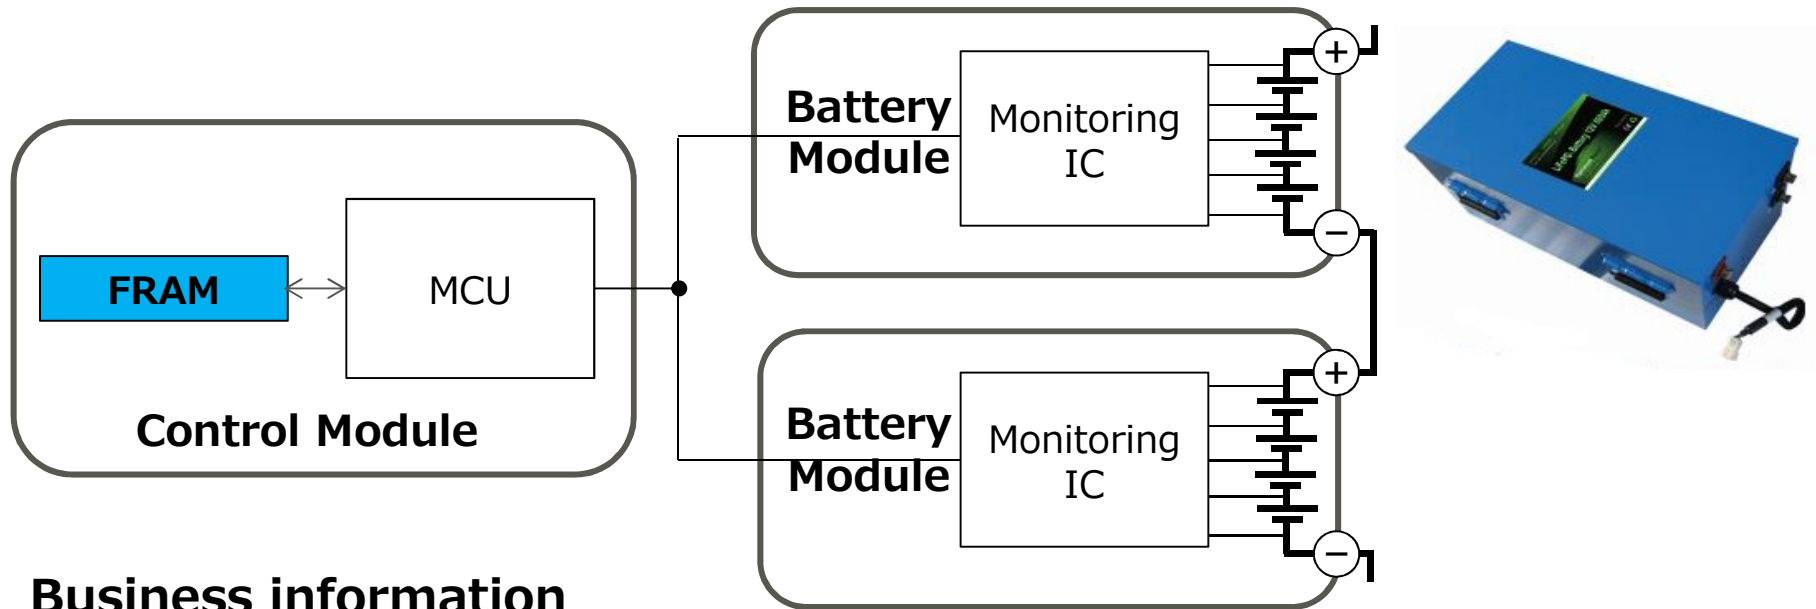 Battery
Module
Monitoring
IC
+
−
FRAM
MCU
Control Module
Battery
Module
Monitoring
IC
+
−
Business information